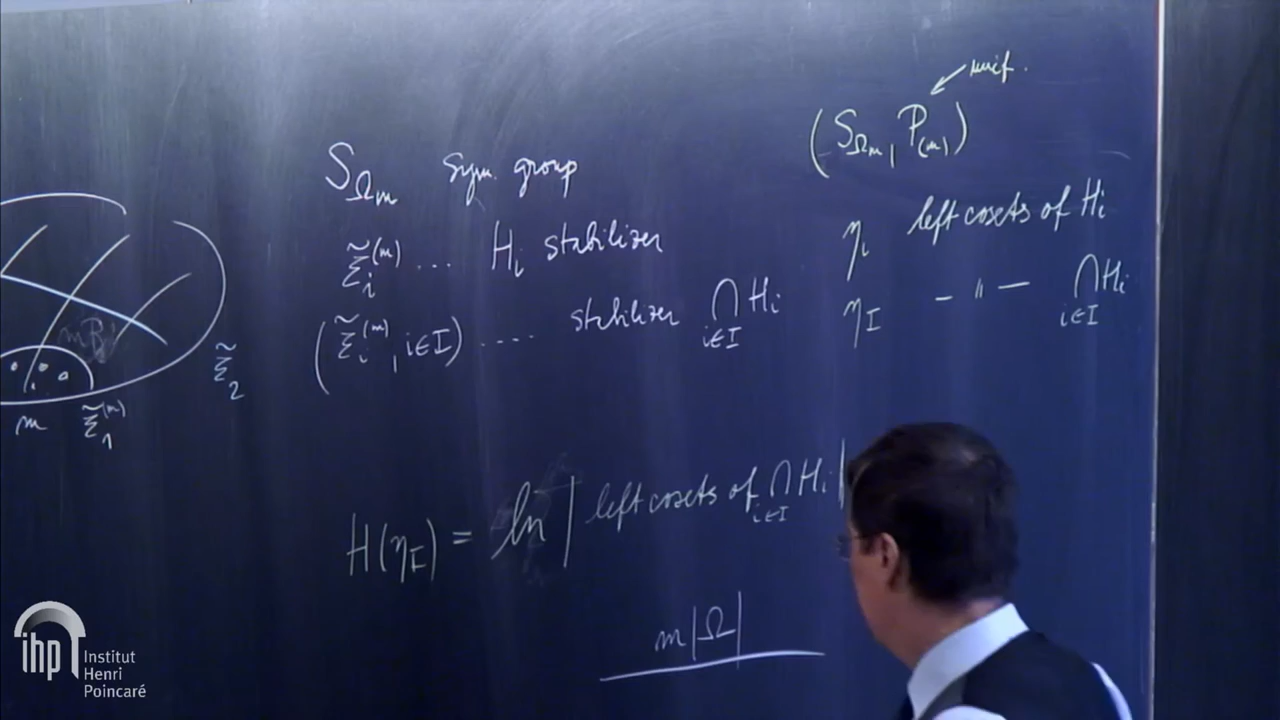 unif.
(S_{Ω_m}, P_{(m)})
S_{Ω_m} sym. group
ξ̃_i^{(m)} ... H_i stabilizer
(ξ̃_i^{(m)}, i∈I) .... stabilizer ⋂_{i∈I} H_i
η_i left cosets of H_i
η_I — 〃 — ⋂_{i∈I} H_i
m ξ̃_1^{(m)}
ξ̃_2
H(η_I) = ln | left cosets of ⋂_{i∈I} H_i |
m|Ω|
ihp Institut
Henri
Poincaré